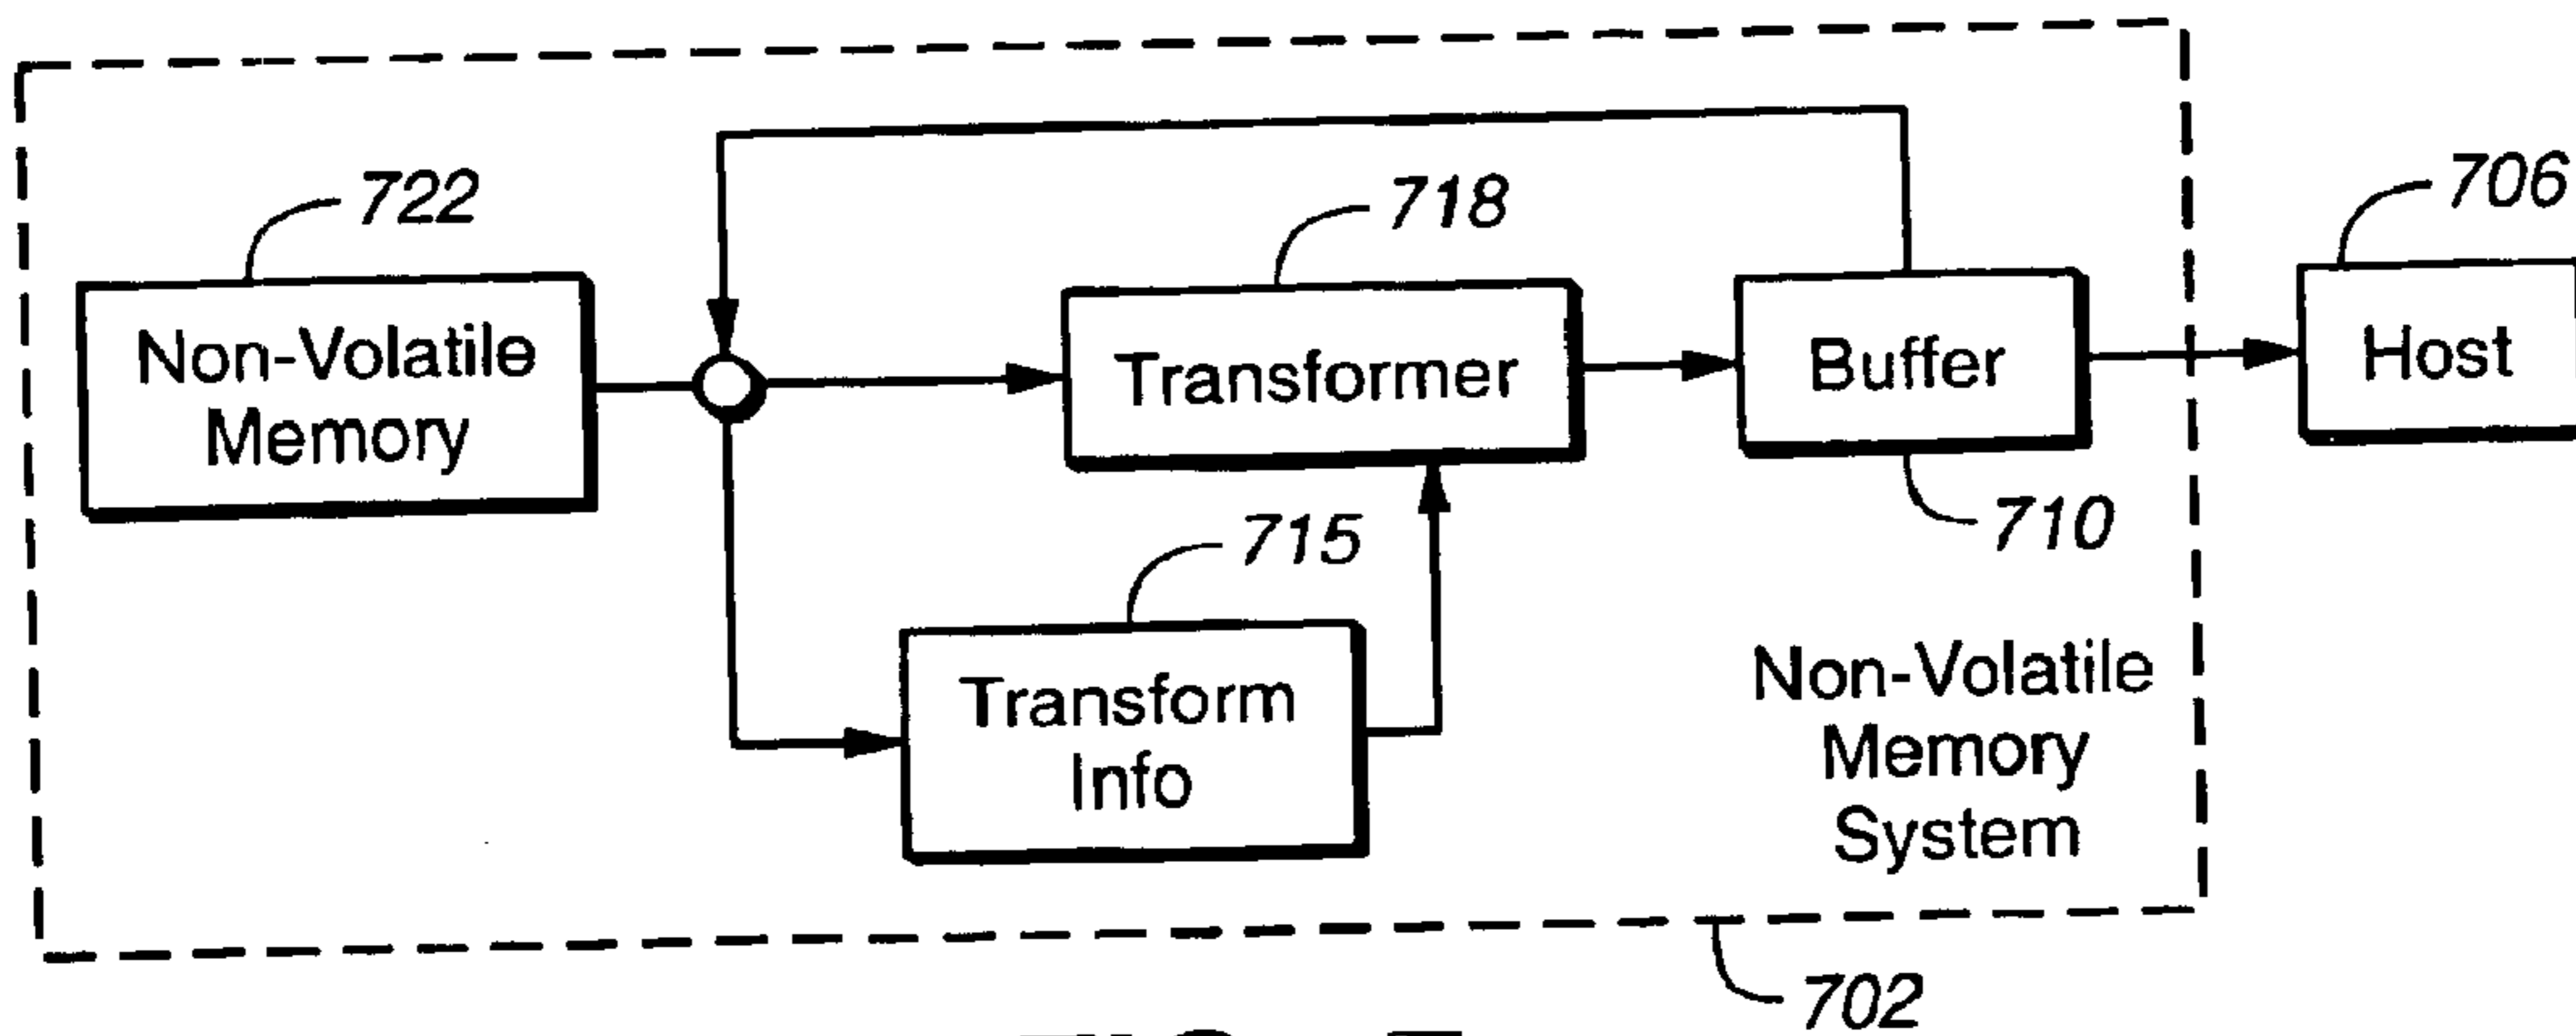 722
Non-Volatile
Memory
718
Transformer
Buffer
710
706
Host
715
Transform
Info
Non-Volatile
Memory
System
702